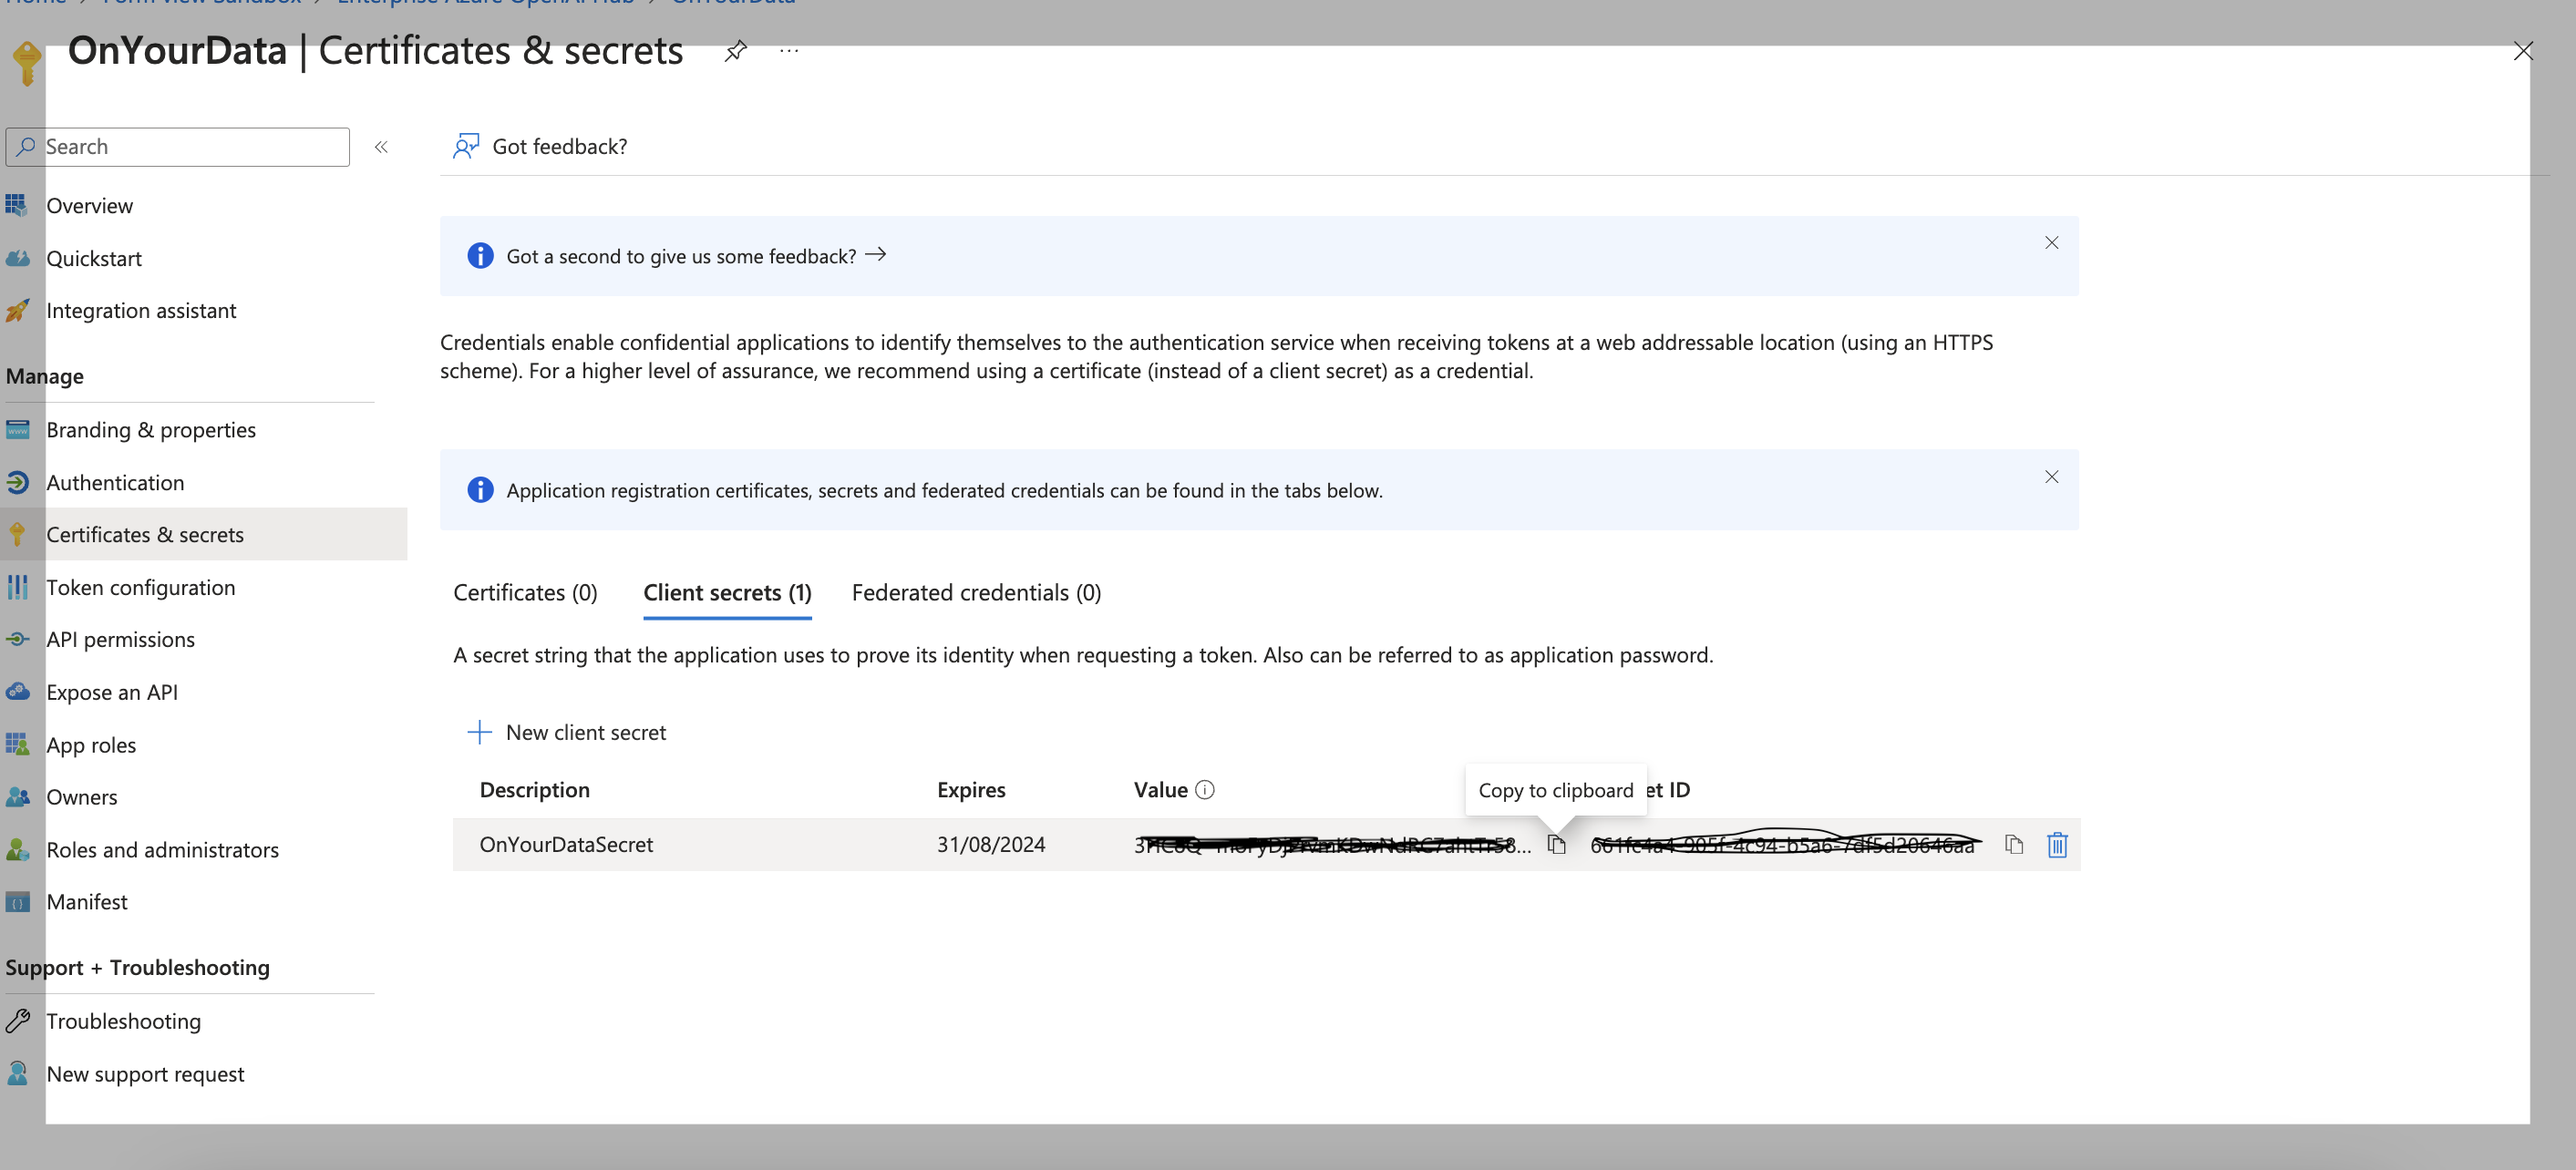 Home > Sandbox > Enterprise Azure OpenAI Hub > OnYourData
OnYourData | Certificates & secrets
Search
Got feedback?
Overview
Quickstart
Integration assistant
Manage
Branding & properties
Authentication
Certificates & secrets
Token configuration
API permissions
Expose an API
App roles
Owners
Roles and administrators
Manifest
Support + Troubleshooting
Troubleshooting
New support request
Got a second to give us some feedback?
Credentials enable confidential applications to identify themselves to the authentication service when receiving tokens at a web addressable location (using an HTTPS
scheme). For a higher level of assurance, we recommend using a certificate (instead of a client secret) as a credential.
Application registration certificates, secrets and federated credentials can be found in the tabs below.
Certificates (0) Client secrets (1) Federated credentials (0)
A secret string that the application uses to prove its identity when requesting a token. Also can be referred to as application password.
New client secret
Description Expires Value Copy to clipboard et ID
OnYourDataSecret 31/08/2024